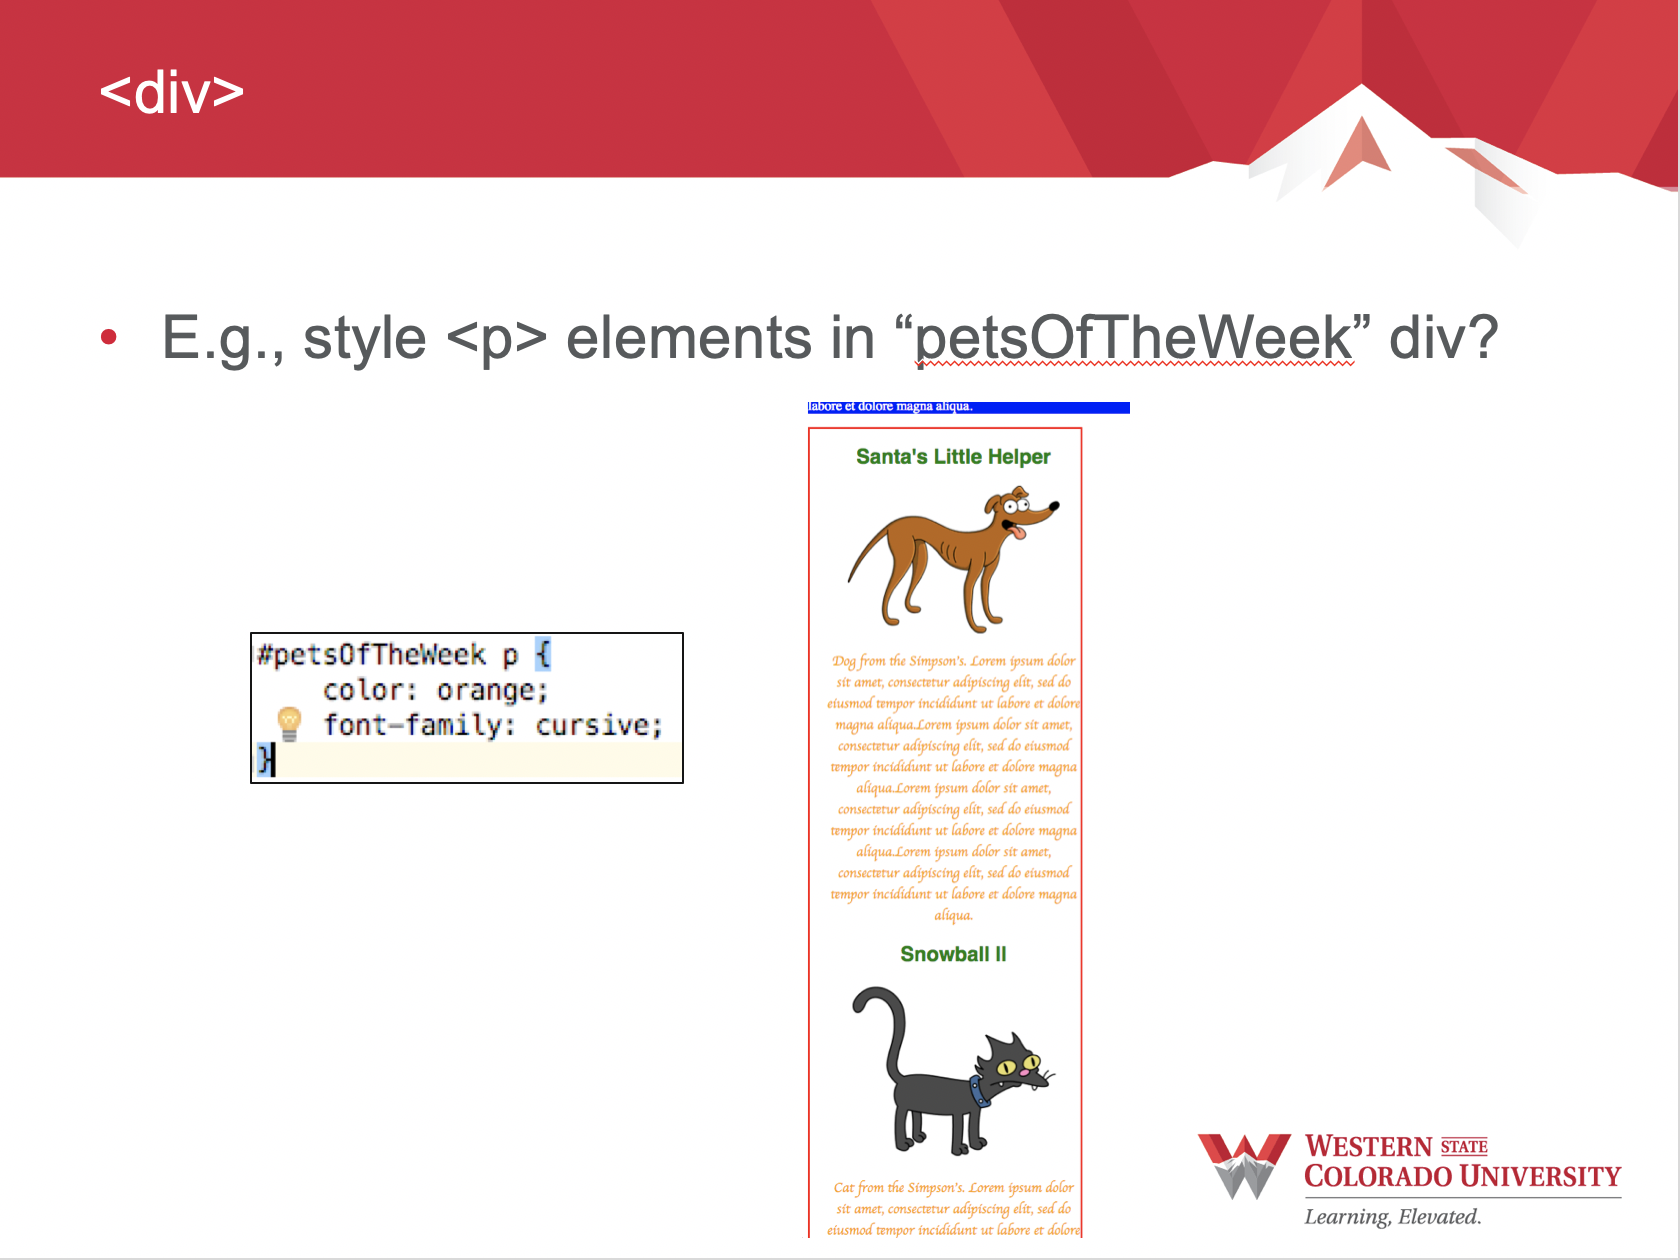 <div>
• E.g., style <p> elements in “petsOfTheWeek” div?
labore et dolore magna aliqua.
Santa's Little Helper
Dog from the Simpson's. Lorem ipsum dolor
sit amet, consectetur adipiscing elit, sed do
eiusmod tempor incididunt ut labore et dolore
magna aliqua.Lorem ipsum dolor sit amet,
consectetur adipiscing elit, sed do eiusmod
tempor incididunt ut labore et dolore magna
aliqua.Lorem ipsum dolor sit amet,
consectetur adipiscing elit, sed do eiusmod
tempor incididunt ut labore et dolore magna
aliqua.Lorem ipsum dolor sit amet,
consectetur adipiscing elit, sed do eiusmod
tempor incididunt ut labore et dolore magna
aliqua.
#petsOfTheWeek p {
color: orange;
font-family: cursive;
}
Snowball II
Cat from the Simpson's. Lorem ipsum dolor
sit amet, consectetur adipiscing elit, sed do
eiusmod tempor incididunt ut labore et dolore
WESTERN STATE
COLORADO UNIVERSITY
Learning, Elevated.